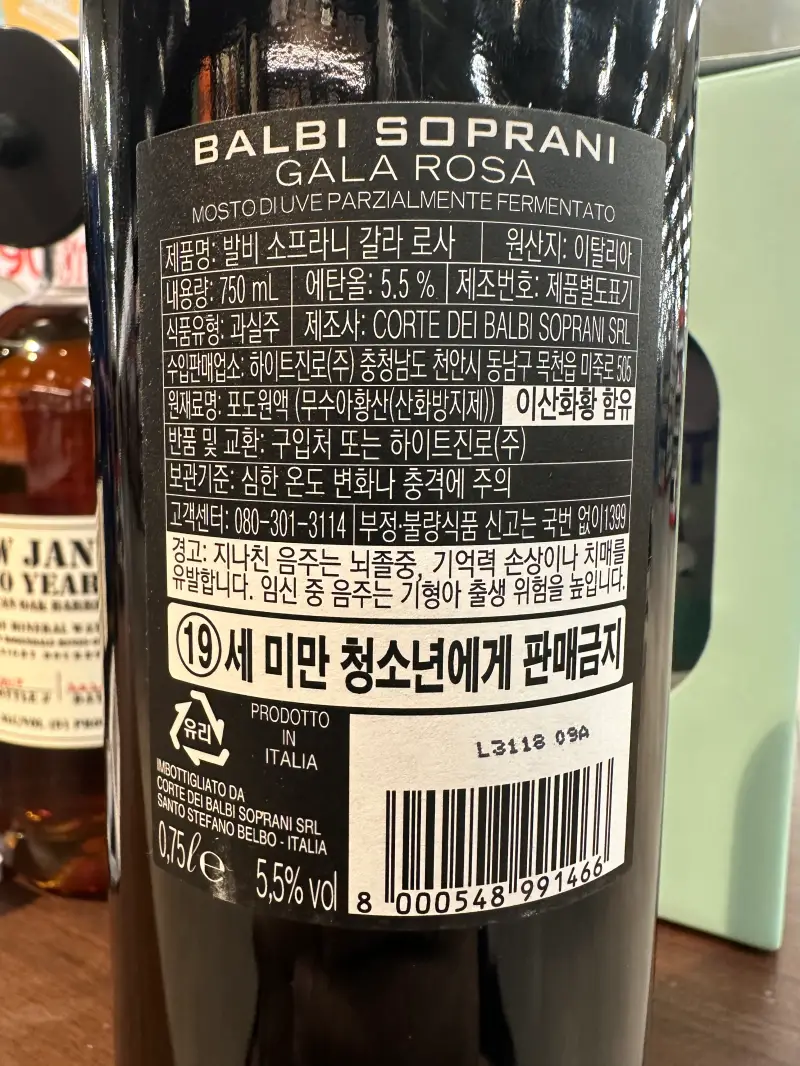 BALBI SOPRANI
GALA ROSA
MOSTO DI UVE PARZIALMENTE FERMENTATO
제품명: 발비 소프라니 갈라 로사 원산지: 이탈리아
내용량: 750 mL 에탄올: 5.5 % 제조번호: 제품별도표기
식품유형: 과실주 제조사: CORTE DEI BALBI SOPRANI SRL
수입판매업소: 하이트진로(주) 충청남도 천안시 동남구 목천읍 미죽로 505
원재료명: 포도원액 (무수아황산(산화방지제)) 이산화황 함유
반품 및 교환: 구입처 또는 하이트진로(주)
보관기준: 심한 온도 변화나 충격에 주의
고객센터: 080-301-3114 부정·불량식품 신고는 국번 없이1399
경고: 지나친 음주는 뇌졸중, 기억력 손상이나 치매를
유발합니다. 임신 중 음주는 기형아 출생 위험을 높입니다.
19세 미만 청소년에게 판매금지
유리
PRODOTTO
IN
ITALIA
IMBOTTIGLIATO DA
CORTE DEI BALBI SOPRANI SRL
SANTO STEFANO BELBO - ITALIA
0,75ℓ ℮ 5,5% vol
L3118 09A
8 000548 991466
JAN
YEAR